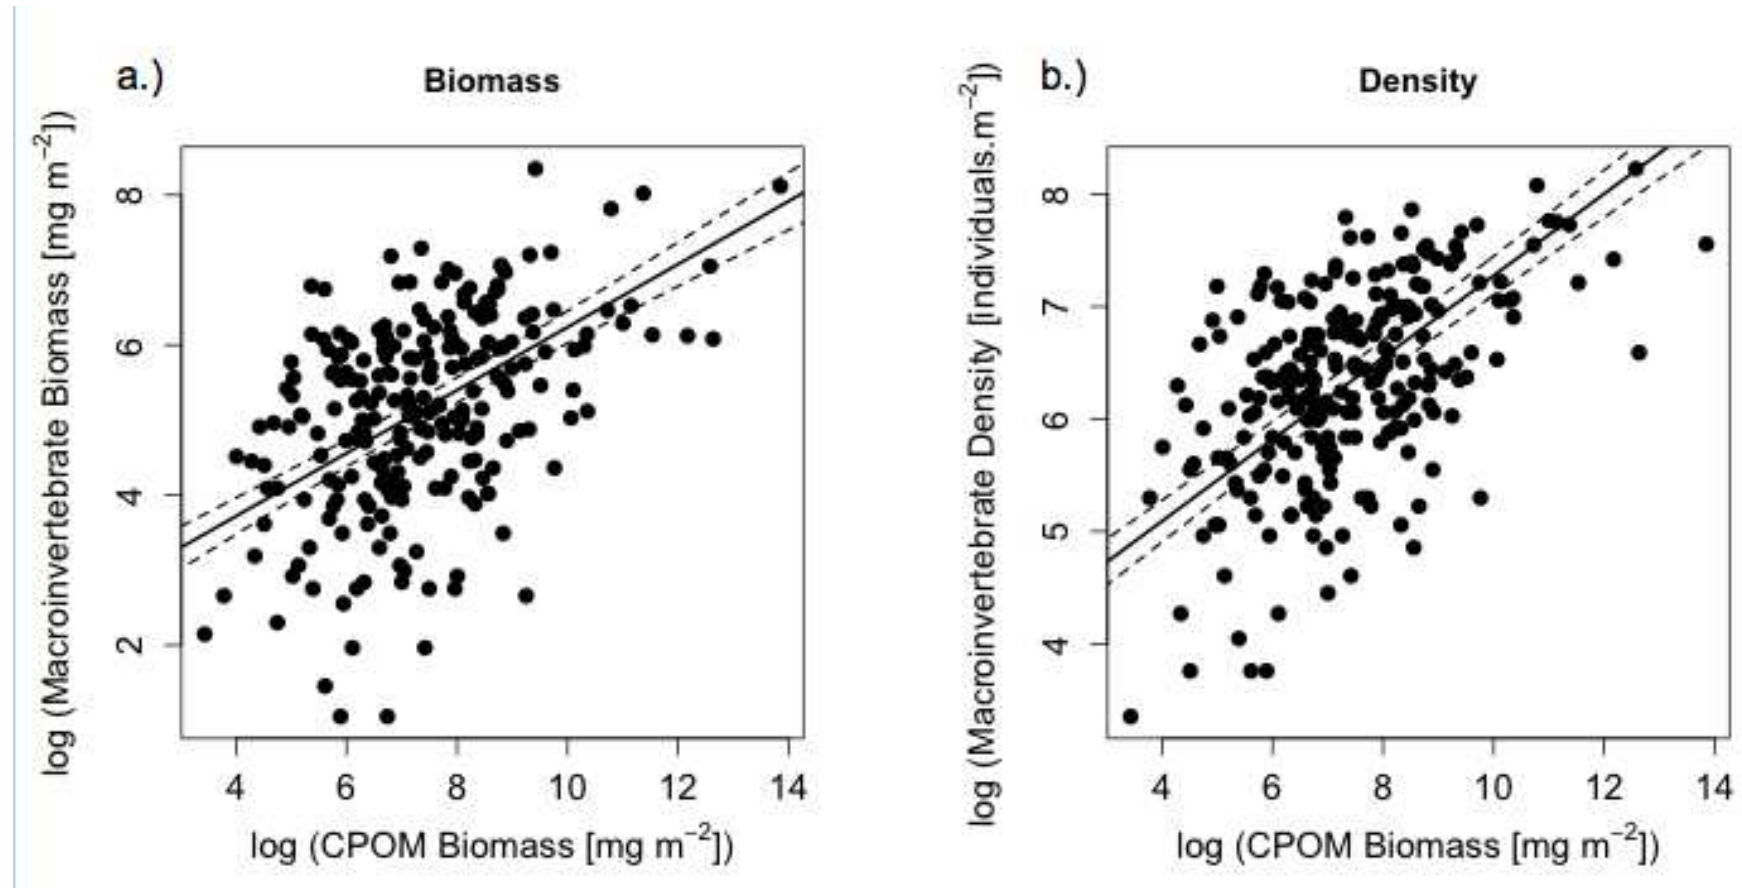 a.)
Biomass
log (Macroinvertebrate Biomass [mg m⁻²])
8
6
4
2
4 6 8 10 12 14
log (CPOM Biomass [mg m⁻²])
b.)
Density
log (Macroinvertebrate Density [individuals.m⁻²])
8
7
6
5
4
4 6 8 10 12 14
log (CPOM Biomass [mg m⁻²])